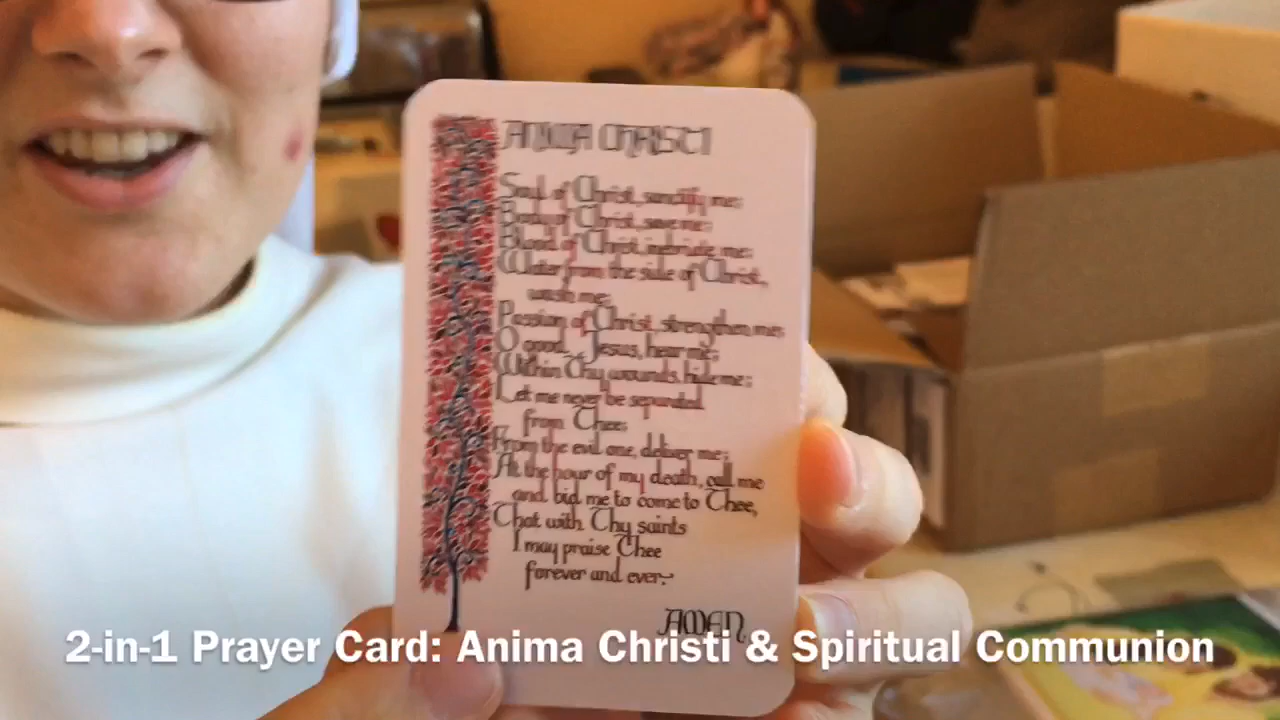 ANIMA CHRISTI
Soul of Christ, sanctify me;
Body of Christ, save me;
Blood of Christ, inebriate me;
Water from the side of Christ,
wash me;
Passion of Christ, strengthen me;
O good Jesus, hear me;
Within Thy wounds, hide me;
Let me never be separated
from Thee;
From the evil one, deliver me;
At the hour of my death, call me
and bid me to come to Thee,
That with Thy saints
I may praise Thee
forever and ever.
AMEN
2-in-1 Prayer Card: Anima Christi & Spiritual Communion